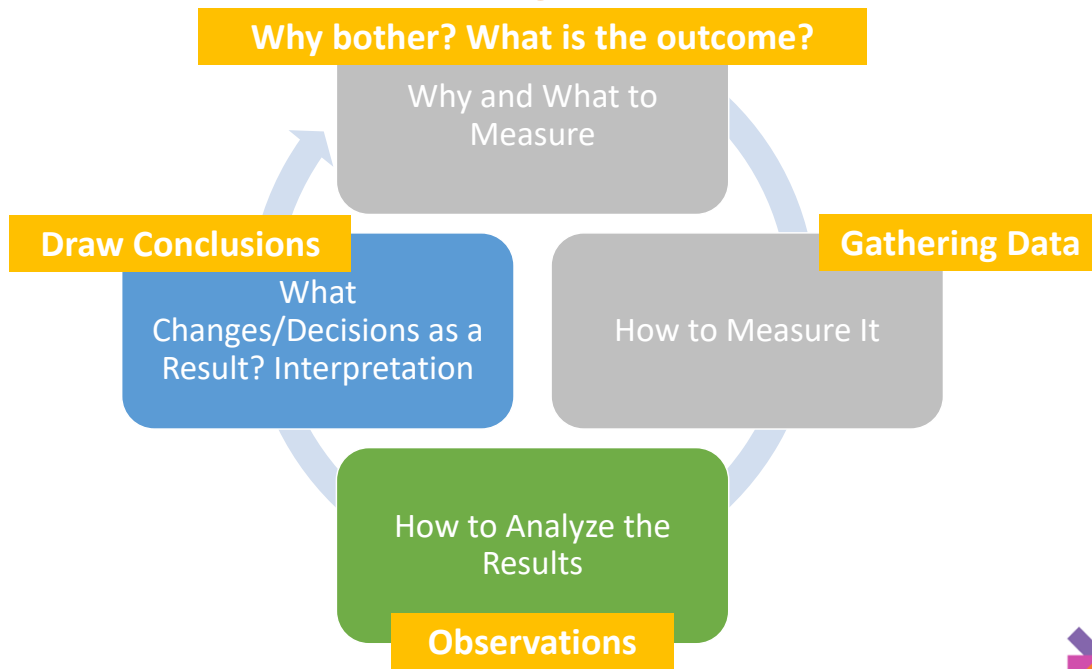 Why bother? What is the outcome?
Why and What to
Measure
Gathering Data
How to Measure It
How to Analyze the
Results
Observations
Draw Conclusions
What
Changes/Decisions as a
Result? Interpretation